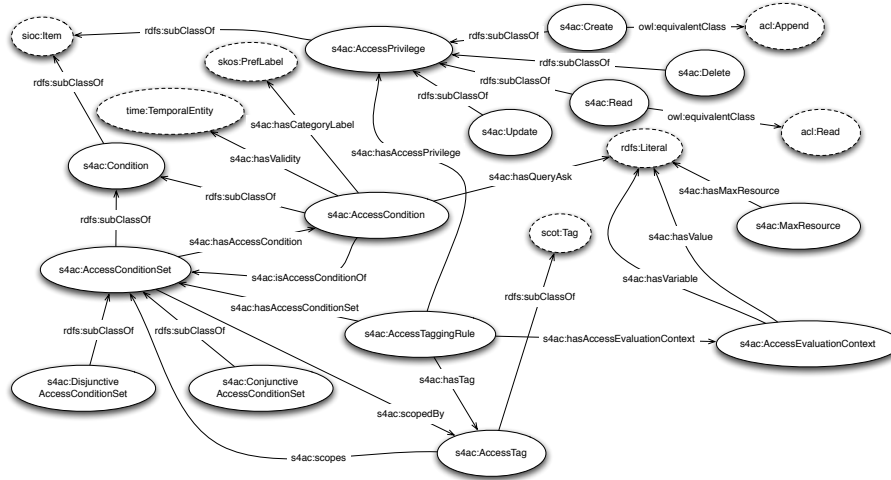 sioc:Item
rdfs:subClassOf
s4ac:AccessPrivilege
rdfs:subClassOf
s4ac:Create
owl:equivalentClass
acl:Append
skos:PrefLabel
rdfs:subClassOf
s4ac:Delete
rdfs:subClassOf
rdfs:subClassOf
rdfs:subClassOf
s4ac:Read
time:TemporalEntity
s4ac:Update
owl:equivalentClass
acl:Read
s4ac:hasCategoryLabel
s4ac:hasAccessPrivilege
rdfs:Literal
s4ac:hasValidity
s4ac:Condition
s4ac:hasQueryAsk
s4ac:hasMaxResource
rdfs:subClassOf
s4ac:AccessCondition
rdfs:subClassOf
s4ac:MaxResource
scot:Tag
s4ac:hasValue
s4ac:hasAccessCondition
s4ac:AccessConditionSet
s4ac:isAccessConditionOf
s4ac:hasVariable
rdfs:subClassOf
s4ac:hasAccessConditionSet
rdfs:subClassOf
rdfs:subClassOf
s4ac:AccessTaggingRule
s4ac:hasAccessEvaluationContext
s4ac:AccessEvaluationContext
s4ac:hasTag
s4ac:Disjunctive
AccessConditionSet
s4ac:Conjunctive
AccessConditionSet
s4ac:scopedBy
s4ac:scopes
s4ac:AccessTag